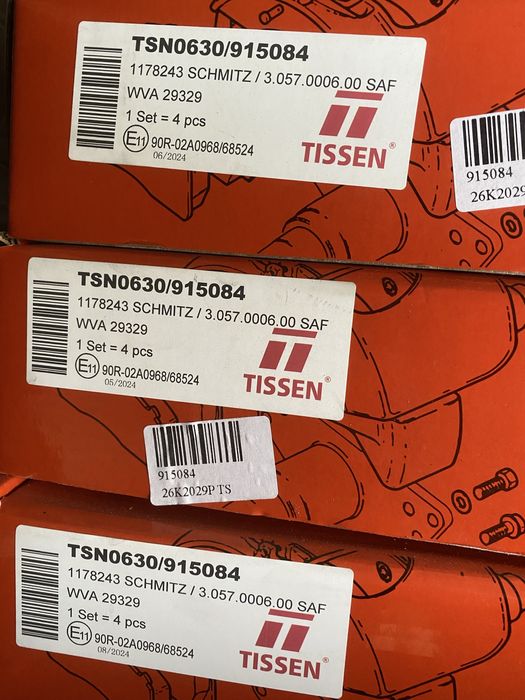 TSN0630/915084
1178243 SCHMITZ / 3.057.0006.00 SAF
WVA 29329
1 Set = 4 pcs
E11 90R-02A0968/68524
06/2024
TISSEN®
915084
26K2029
TSN0630/915084
1178243 SCHMITZ / 3.057.0006.00 SAF
WVA 29329
1 Set = 4 pcs
E11 90R-02A0968/68524
05/2024
TISSEN®
915084
26K2029P TS
TSN0630/915084
1178243 SCHMITZ / 3.057.0006.00 SAF
WVA 29329
1 Set = 4 pcs
E11 90R-02A0968/68524
08/2024
TISSEN®